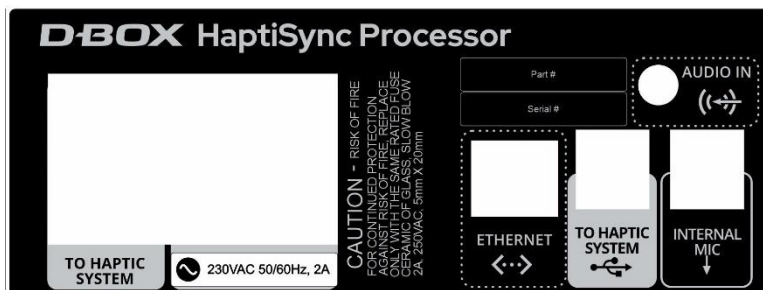 D-BOX HaptiSync Processor
CAUTION - RISK OF FIRE
FOR CONTINUED PROTECTION
AGAINST RISK OF FIRE, REPLACE
ONLY WITH THE SAME RATED FUSE
CERAMIC OF GLASS, SLOW BLOW
2A, 250VAC, 5mm X 20mm
Part #
Serial #
AUDIO IN
ETHERNET
TO HAPTIC
SYSTEM
INTERNAL
MIC
TO HAPTIC
SYSTEM
230VAC 50/60Hz, 2A